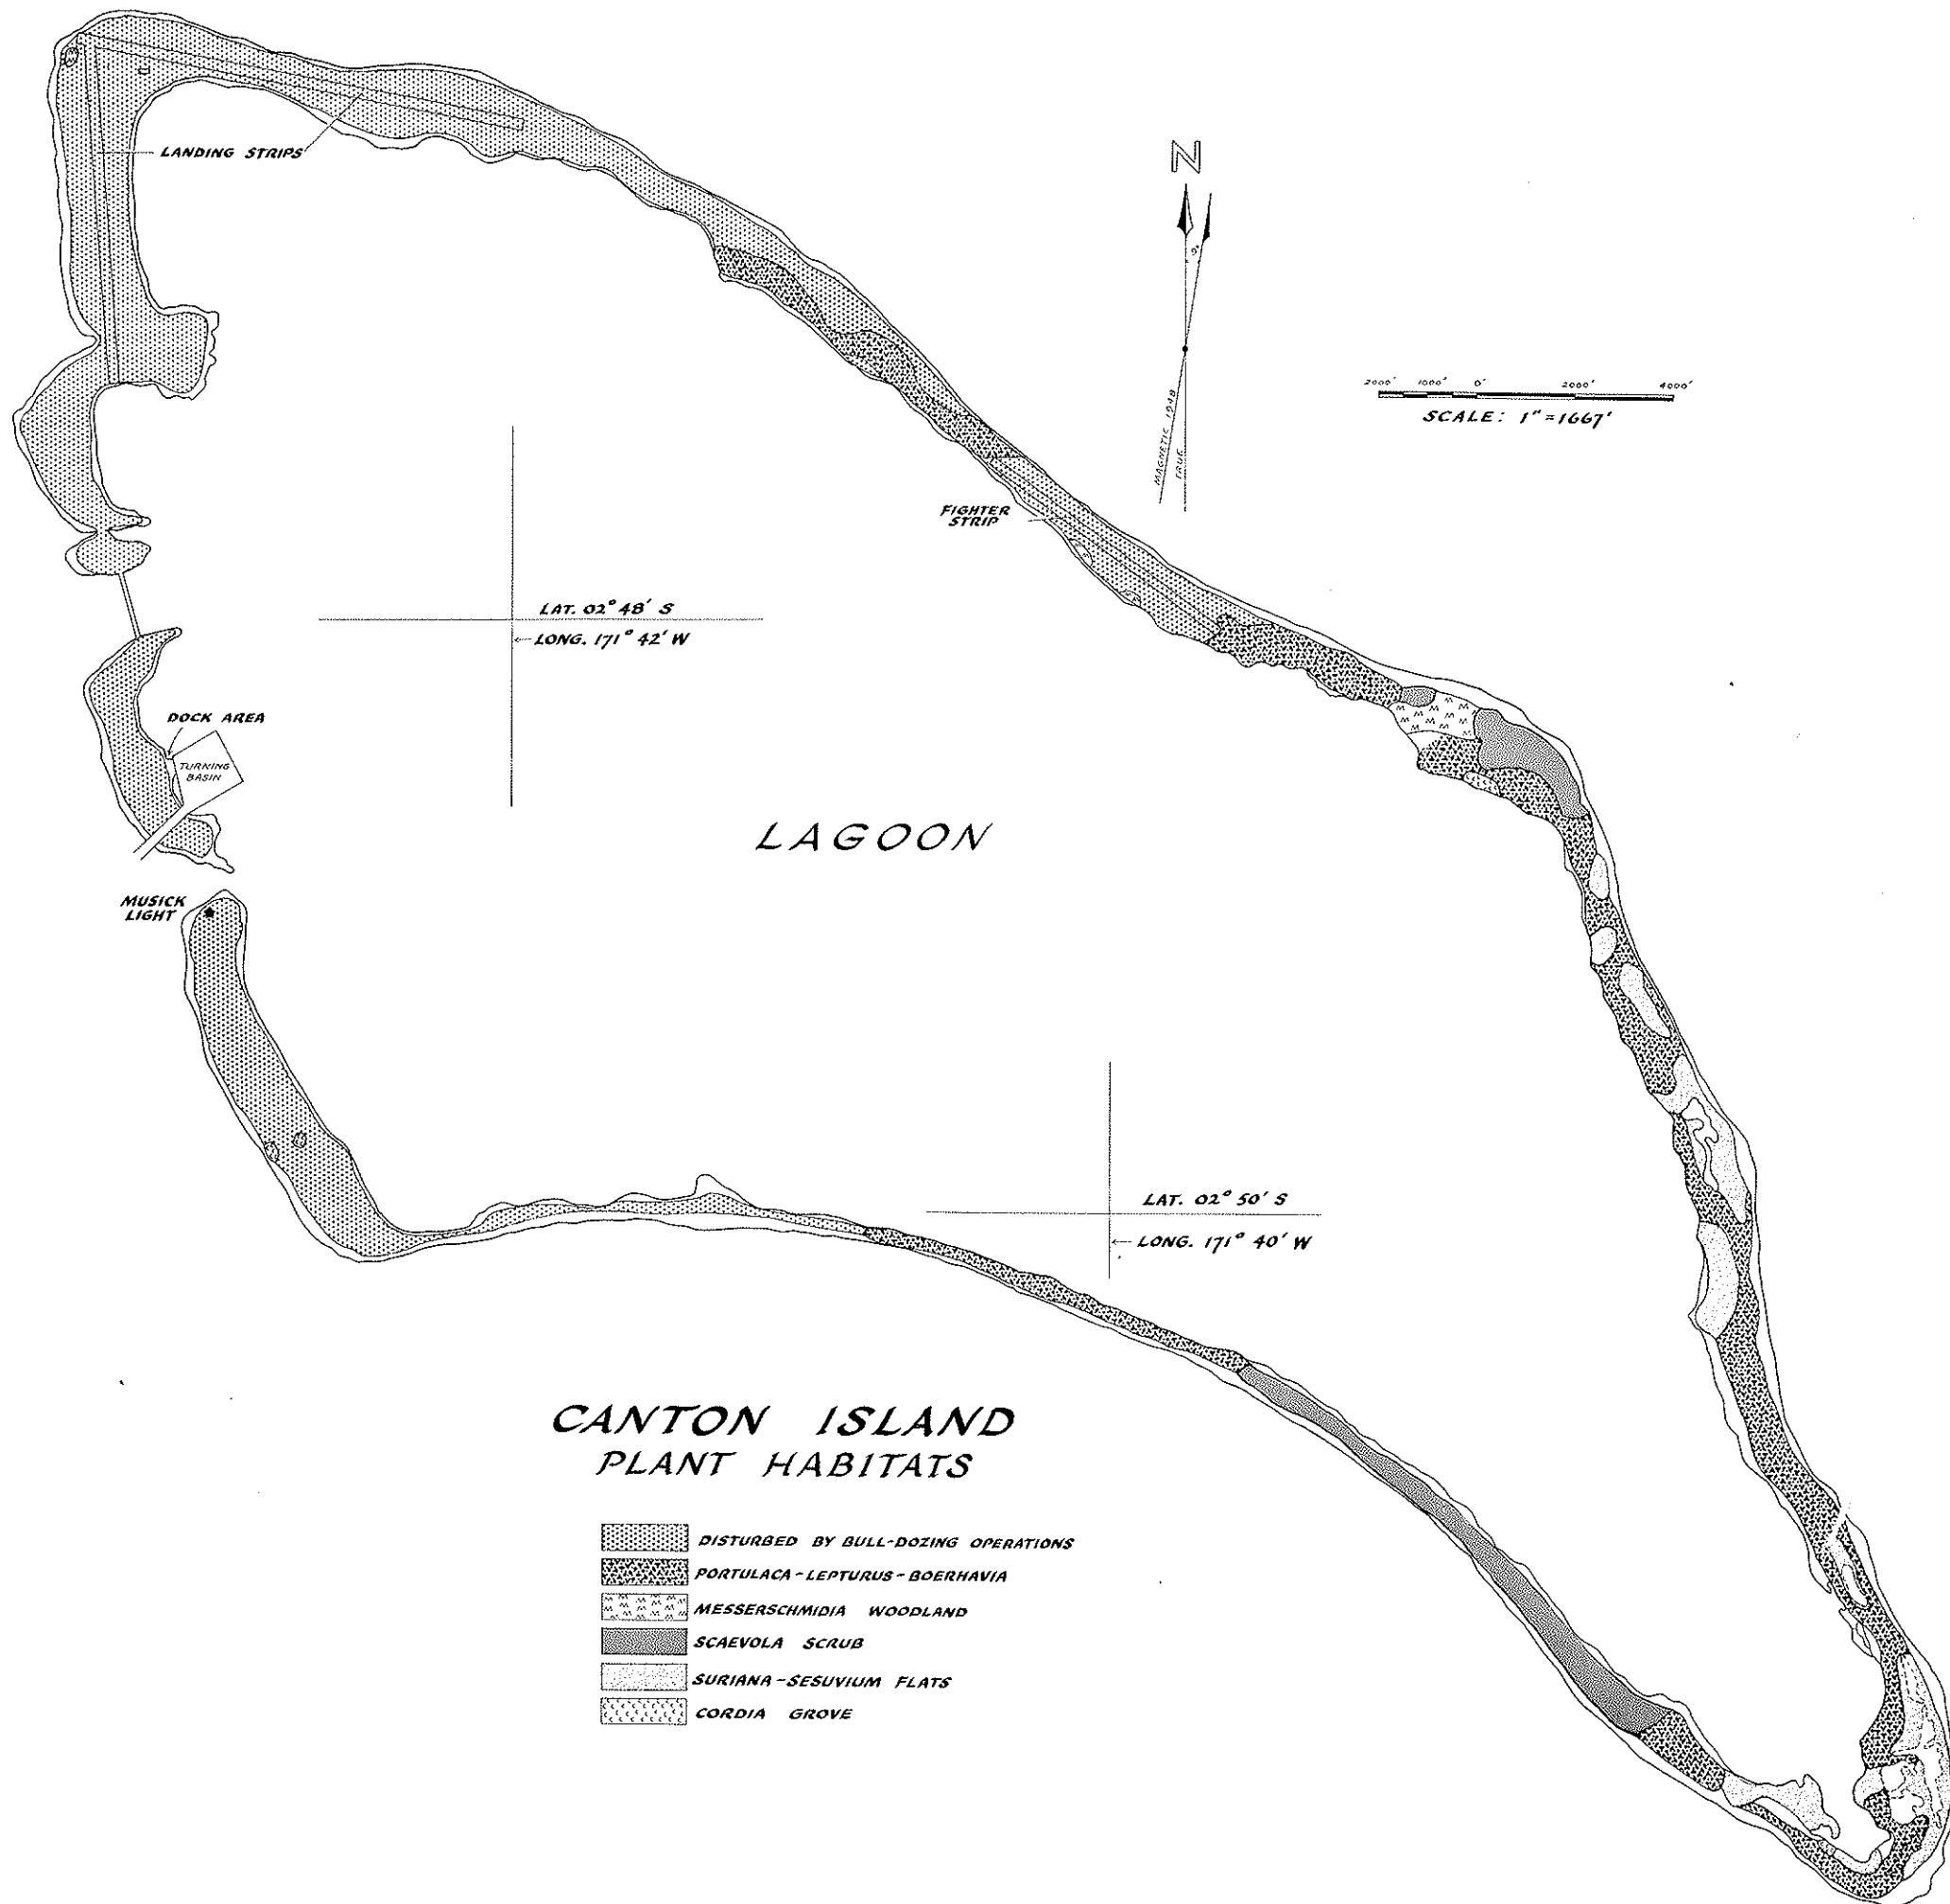 LANDING STRIPS
N
9°
MAGNETIC 1948
TRUE
2000' 1000' 0' 2000' 4000'
SCALE: 1"=1667'
FIGHTER
STRIP
LAT. 02° 48' S
←LONG. 171° 42' W
DOCK AREA
TURNING
BASIN
LAGOON
MUSICK
LIGHT
LAT. 02° 50' S
←LONG. 171° 40' W
CANTON ISLAND
PLANT HABITATS
DISTURBED BY BULL-DOZING OPERATIONS
PORTULACA-LEPTURUS-BOERHAVIA
MESSERSCHMIDIA WOODLAND
SCAEVOLA SCRUB
SURIANA-SESUVIUM FLATS
CORDIA GROVE